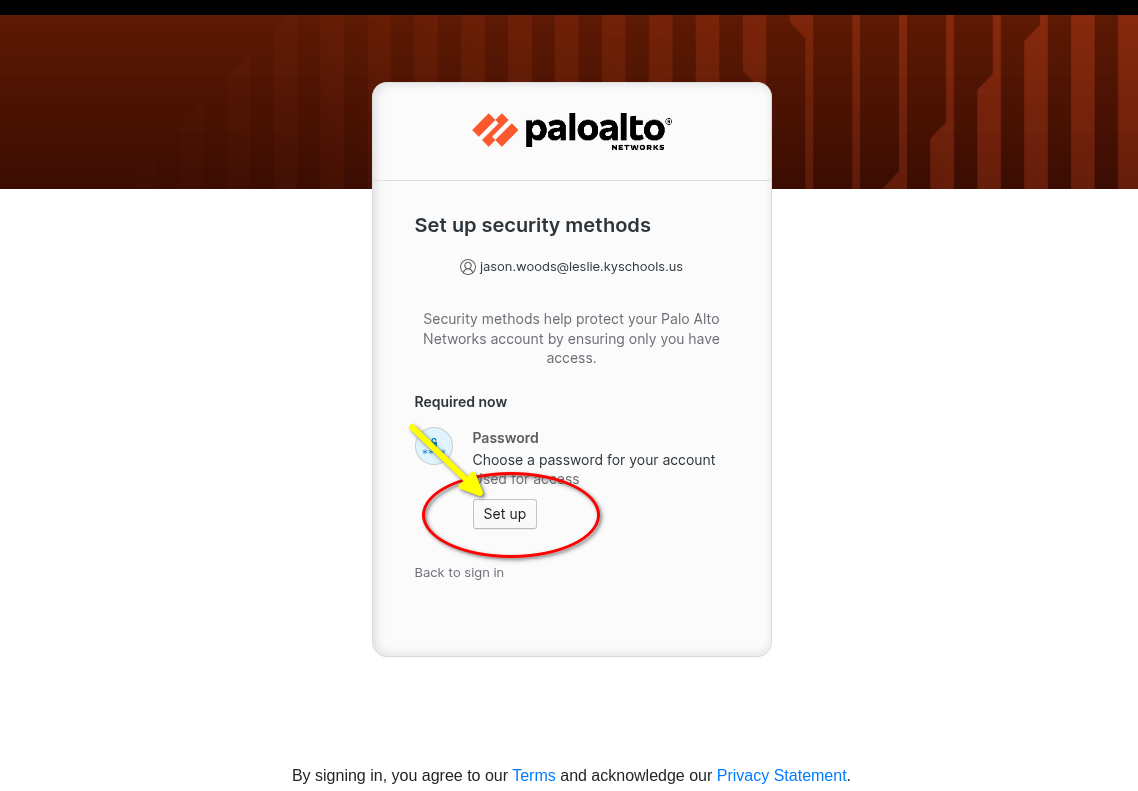 paloalto®
NETWORKS
Set up security methods
jason.woods@leslie.kyschools.us
Security methods help protect your Palo Alto
Networks account by ensuring only you have
access.
Required now
Password
Choose a password for your account
Used for access
Set up
Back to sign in
By signing in, you agree to our Terms and acknowledge our Privacy Statement.